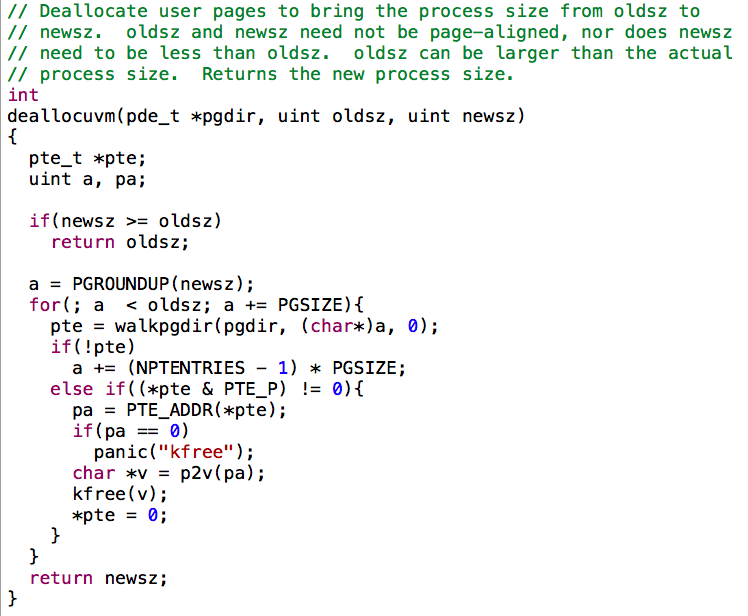 // Deallocate user pages to bring the process size from oldsz to
// newsz.  oldsz and newsz need not be page-aligned, nor does newsz
// need to be less than oldsz.  oldsz can be larger than the actual
// process size.  Returns the new process size.
int
deallocuvm(pde_t *pgdir, uint oldsz, uint newsz)
{
  pte_t *pte;
  uint a, pa;

  if(newsz >= oldsz)
    return oldsz;

  a = PGROUNDUP(newsz);
  for(; a  < oldsz; a += PGSIZE){
    pte = walkpgdir(pgdir, (char*)a, 0);
    if(!pte)
      a += (NPTENTRIES - 1) * PGSIZE;
    else if((*pte & PTE_P) != 0){
      pa = PTE_ADDR(*pte);
      if(pa == 0)
        panic("kfree");
      char *v = p2v(pa);
      kfree(v);
      *pte = 0;
    }
  }
  return newsz;
}